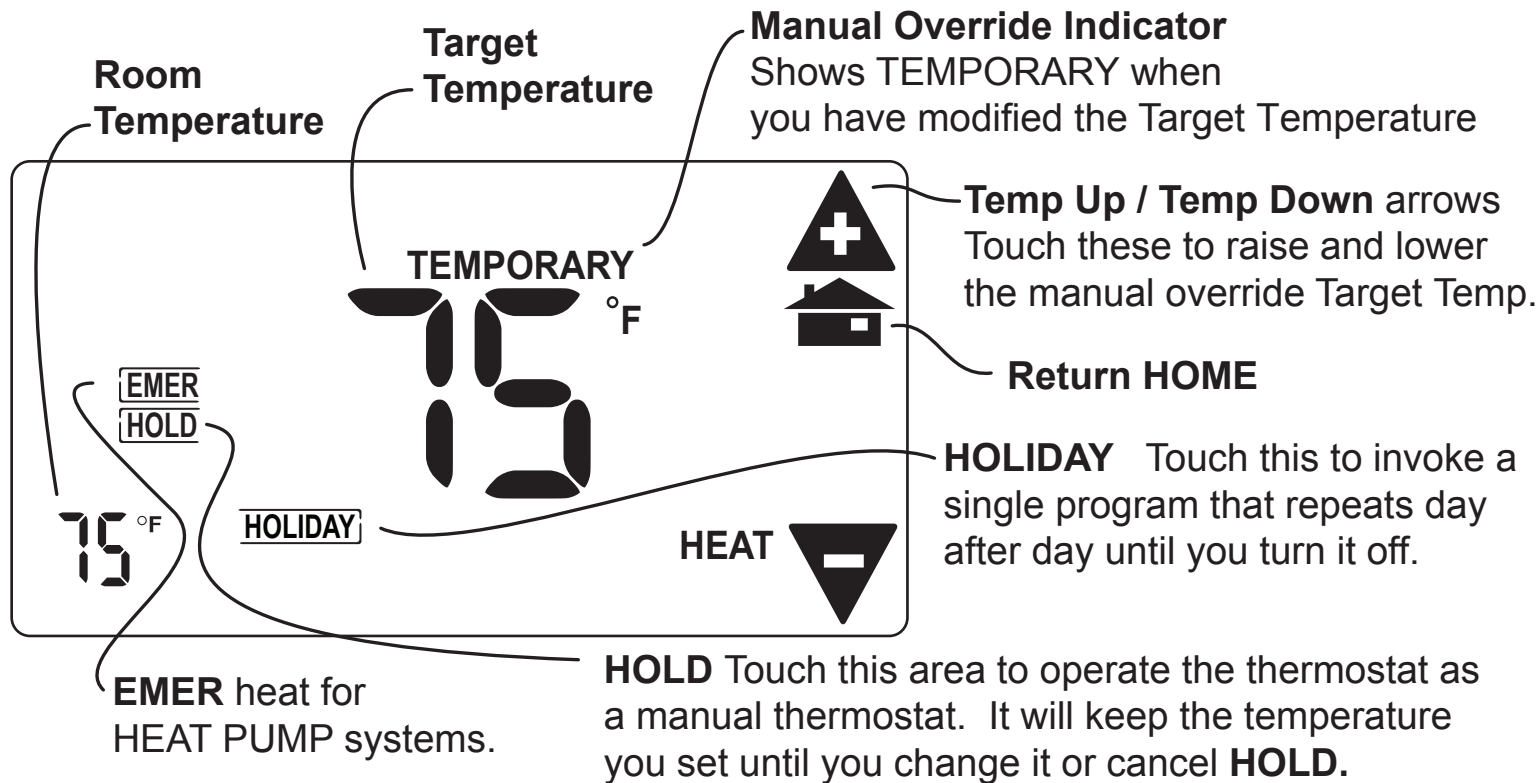 Room
Temperature
Target
Temperature
Manual Override Indicator
Shows TEMPORARY when
you have modified the Target Temperature
Temp Up / Temp Down arrows
Touch these to raise and lower
the manual override Target Temp.
TEMPORARY
75 °F
Return HOME
EMER
HOLD
HOLIDAY
75 °F
HEAT
HOLIDAY Touch this to invoke a
single program that repeats day
after day until you turn it off.
EMER heat for
HEAT PUMP systems.
HOLD Touch this area to operate the thermostat as
a manual thermostat. It will keep the temperature
you set until you change it or cancel HOLD.